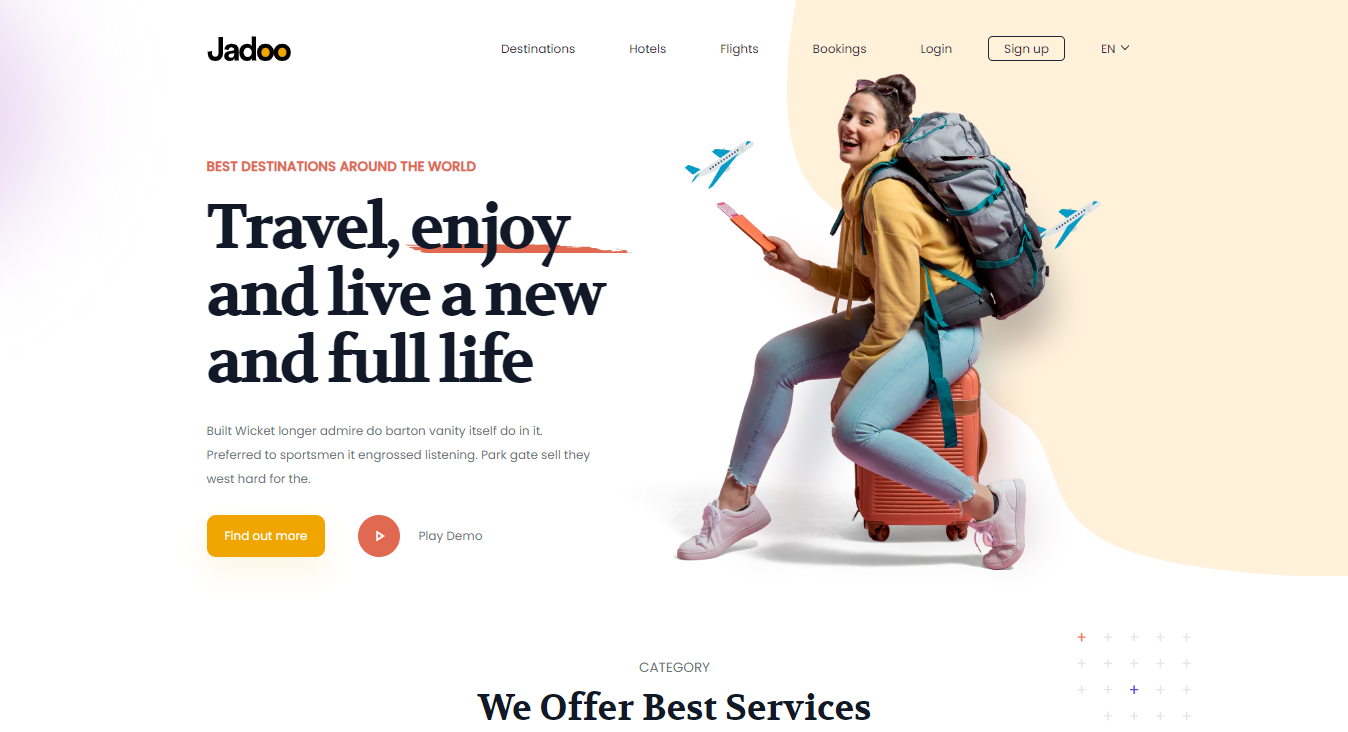 Jadoo
Destinations
Hotels
Flights
Bookings
Login
Sign up
EN
BEST DESTINATIONS AROUND THE WORLD
Travel, enjoy
and live a new
and full life
Built Wicket longer admire do barton vanity itself do in it.
Preferred to sportsmen it engrossed listening. Park gate sell they
west hard for the.
Find out more
Play Demo
CATEGORY
We Offer Best Services